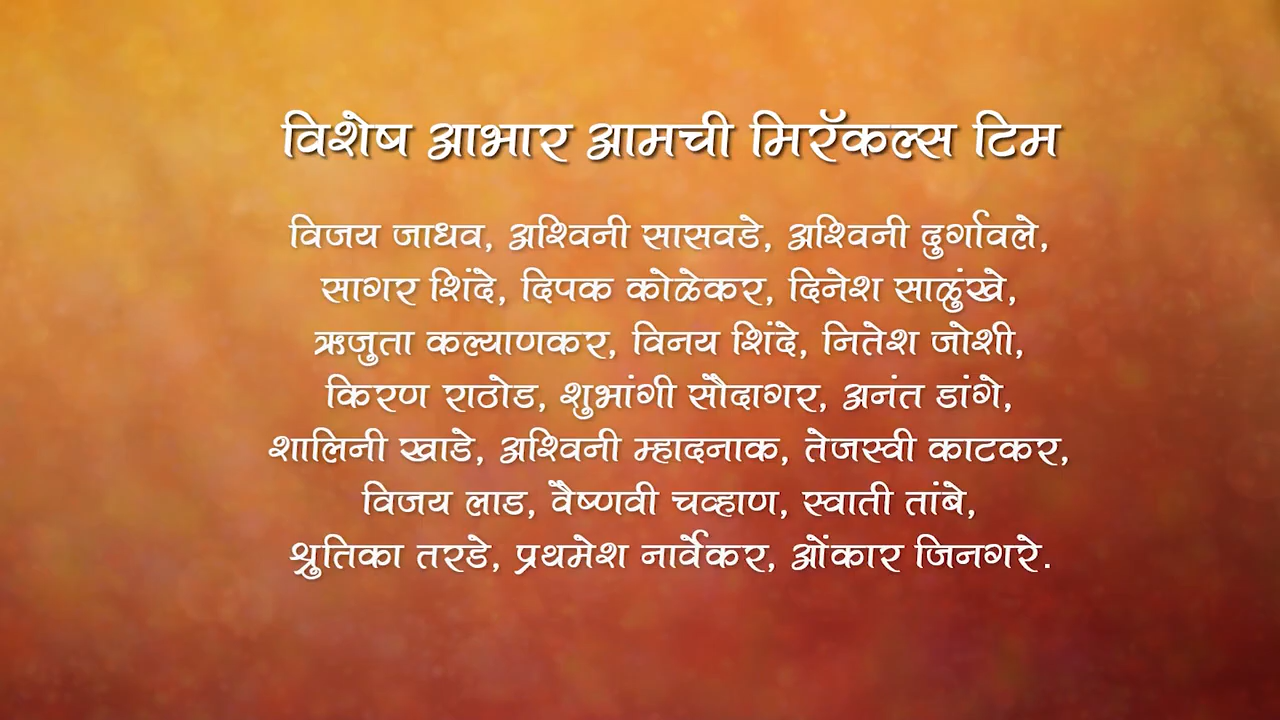 विशेष आभार आमची मिरॅकल्स टिम
विजय जाधव, अश्विनी सासवडे, अश्विनी दुर्गावले,
सागर शिंदे, दिपक कोळेकर, दिनेश साळुंखे,
ऋजुता कल्याणकर, विनय शिंदे, नितेश जोशी,
किरण राठोड, शुभांगी सौदागर, अनंत डांगे,
शालिनी खाडे, अश्विनी म्हादनाक, तेजस्वी काटकर,
विजय लाड, वैष्णवी चव्हाण, स्वाती तांबे,
श्रुतिका तरडे, प्रथमेश नार्वेकर, ओंकार जिनगरे.